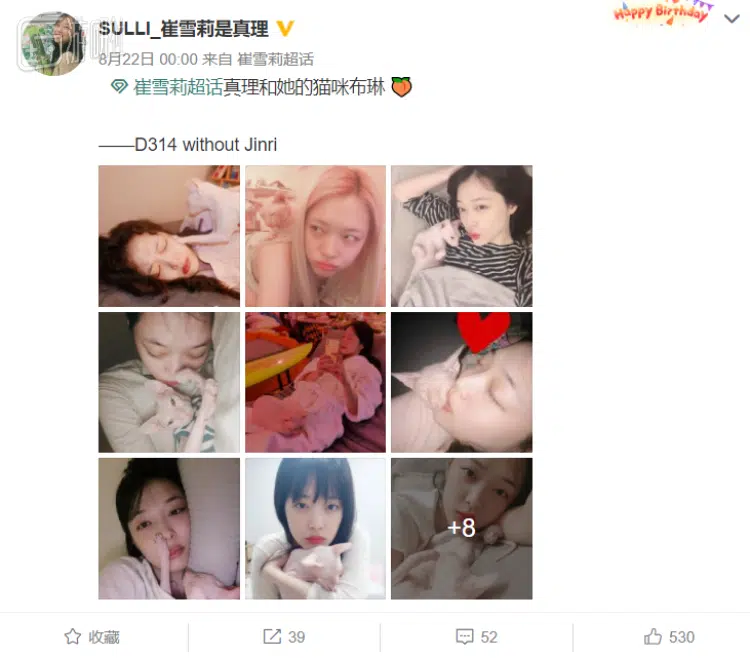 Happy Birthday
SULLI_崔雪莉是真理
8月22日 00:00 来自 崔雪莉超话
崔雪莉超话真理和她的猫咪布琳
——D314 without Jinri
+8
收藏
39
52
530